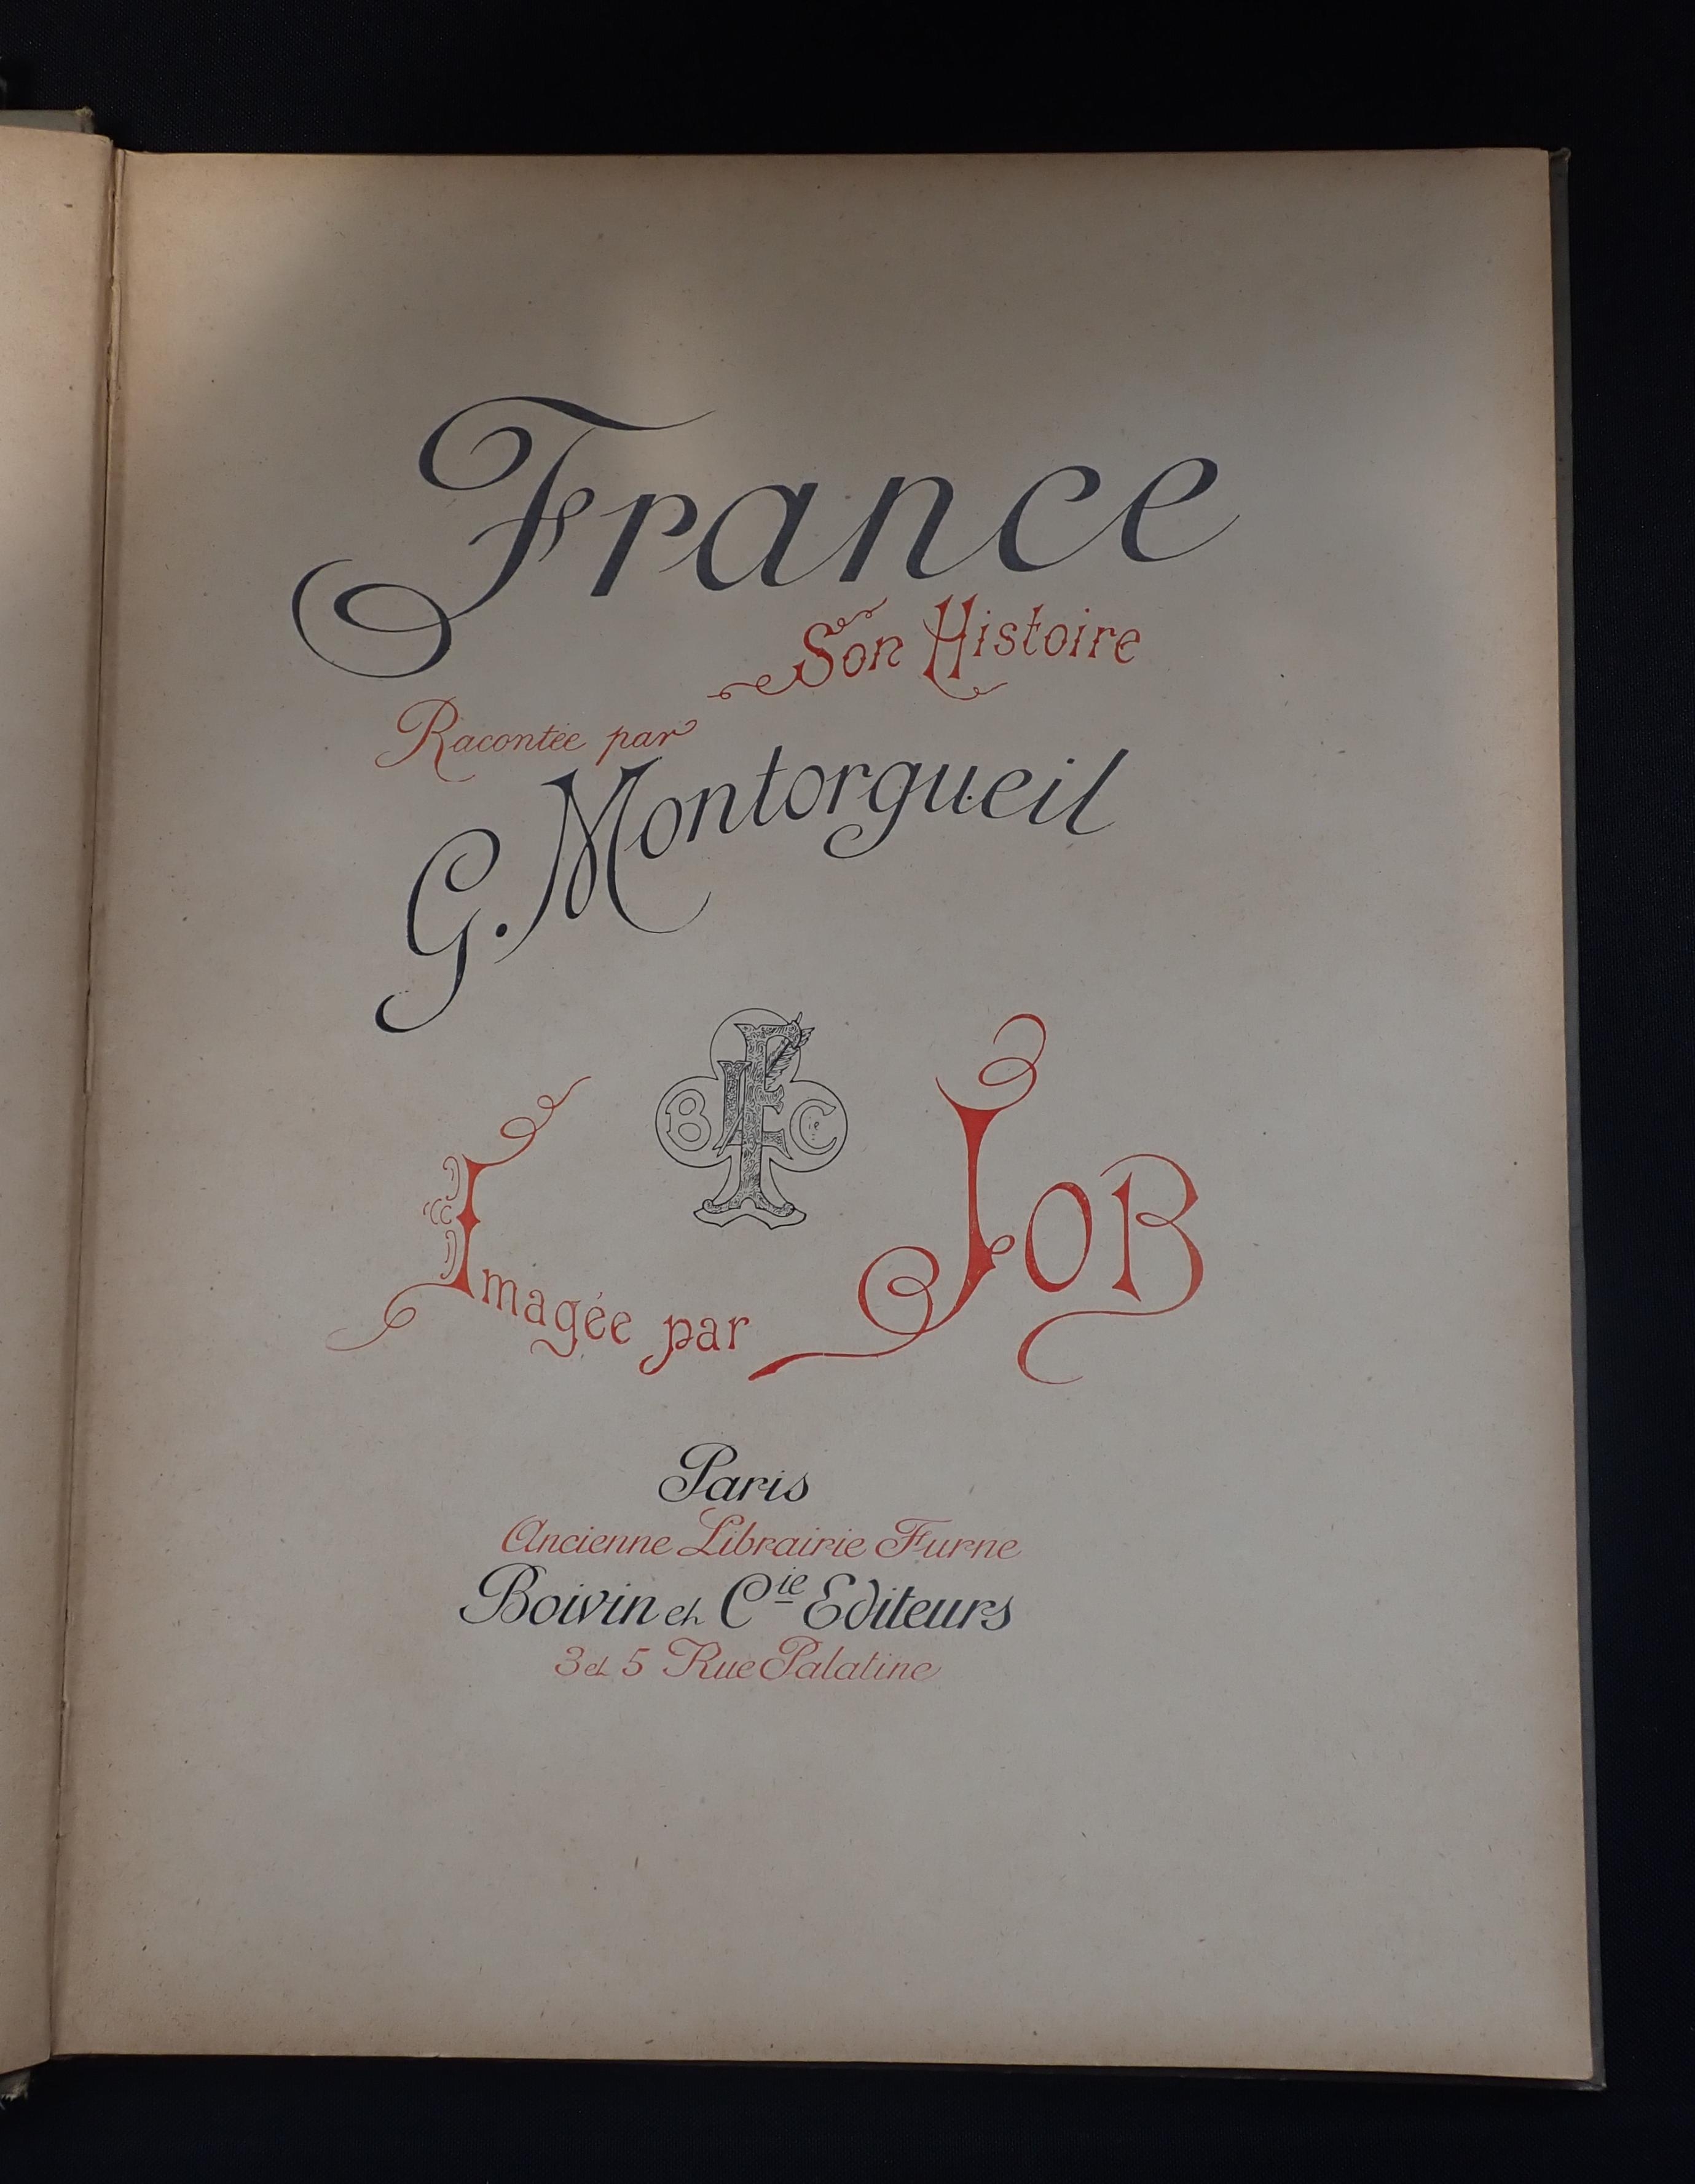 France
Son Histoire
Racontée par
G. Montorgueil
B F C
Imagée par JOB
Paris
Ancienne Librairie Furne
Boivin et Cie Editeurs
3 et 5 Rue Palatine